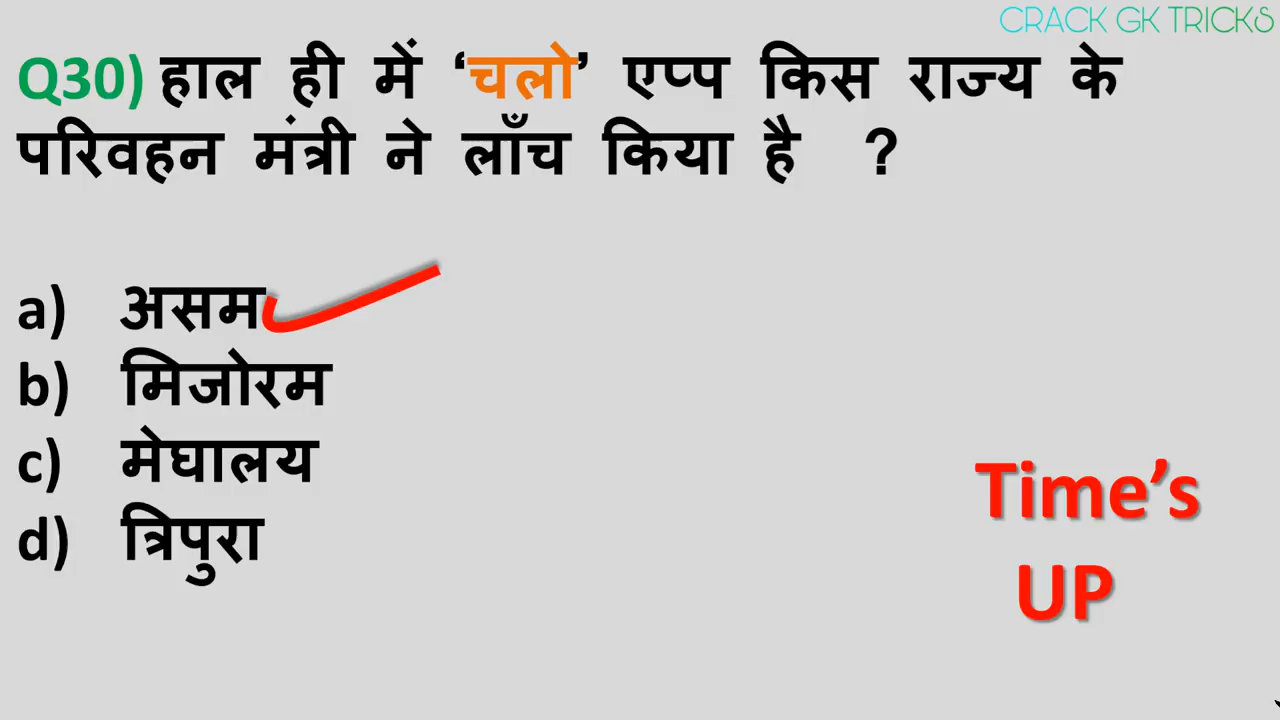 CRACK GK TRICKS
Q30) हाल ही में ‘चलो’ एप्प किस राज्य के
परिवहन मंत्री ने लाँच किया है ?
a) असम
b) मिजोरम
c) मेघालय
d) त्रिपुरा
Time’s
UP